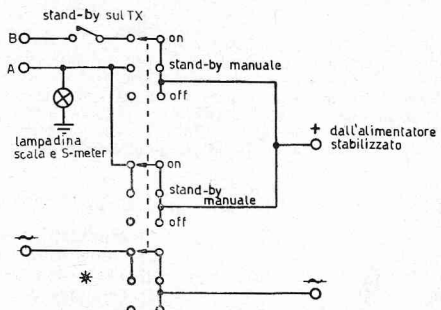 stand-by sul TX
B
on
A
stand-by manuale
off
lampadina
scala e S-meter
+ dall'alimentatore
stabilizzato
on
stand-by
manuale
off
*